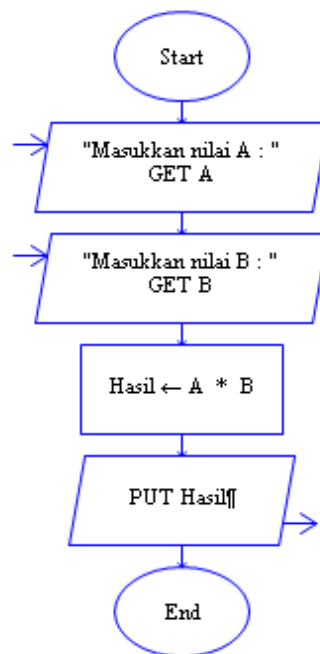 Start
"Masukkan nilai A : "
GET A
"Masukkan nilai B : "
GET B
Hasil ← A * B
PUT Hasil¶
End